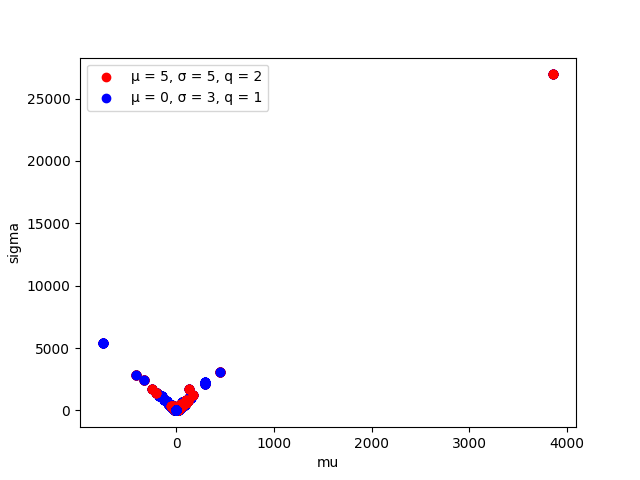 μ = 5, σ = 5, q = 2
μ = 0, σ = 3, q = 1
25000
20000
15000
10000
5000
0
sigma
0 1000 2000 3000 4000
mu